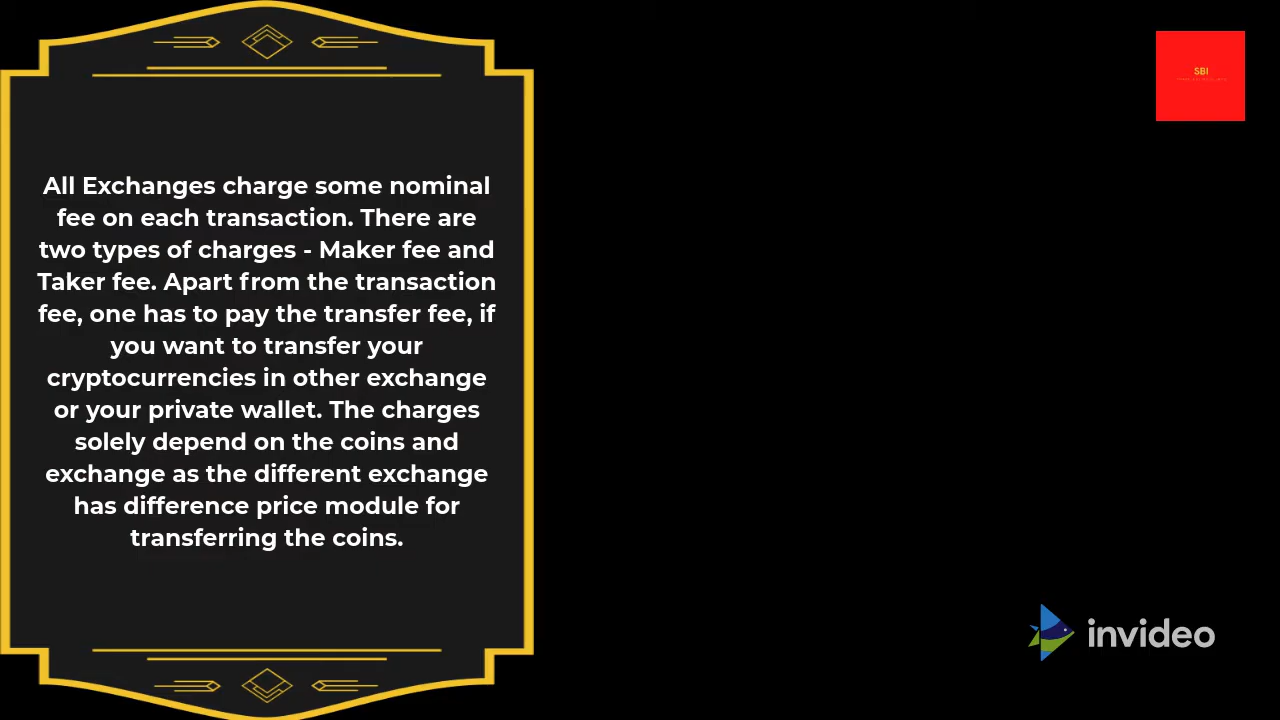 All Exchanges charge some nominal
fee on each transaction. There are
two types of charges - Maker fee and
Taker fee. Apart from the transaction
fee, one has to pay the transfer fee, if
you want to transfer your
cryptocurrencies in other exchange
or your private wallet. The charges
solely depend on the coins and
exchange as the different exchange
has difference price module for
transferring the coins.
SBI
invideo